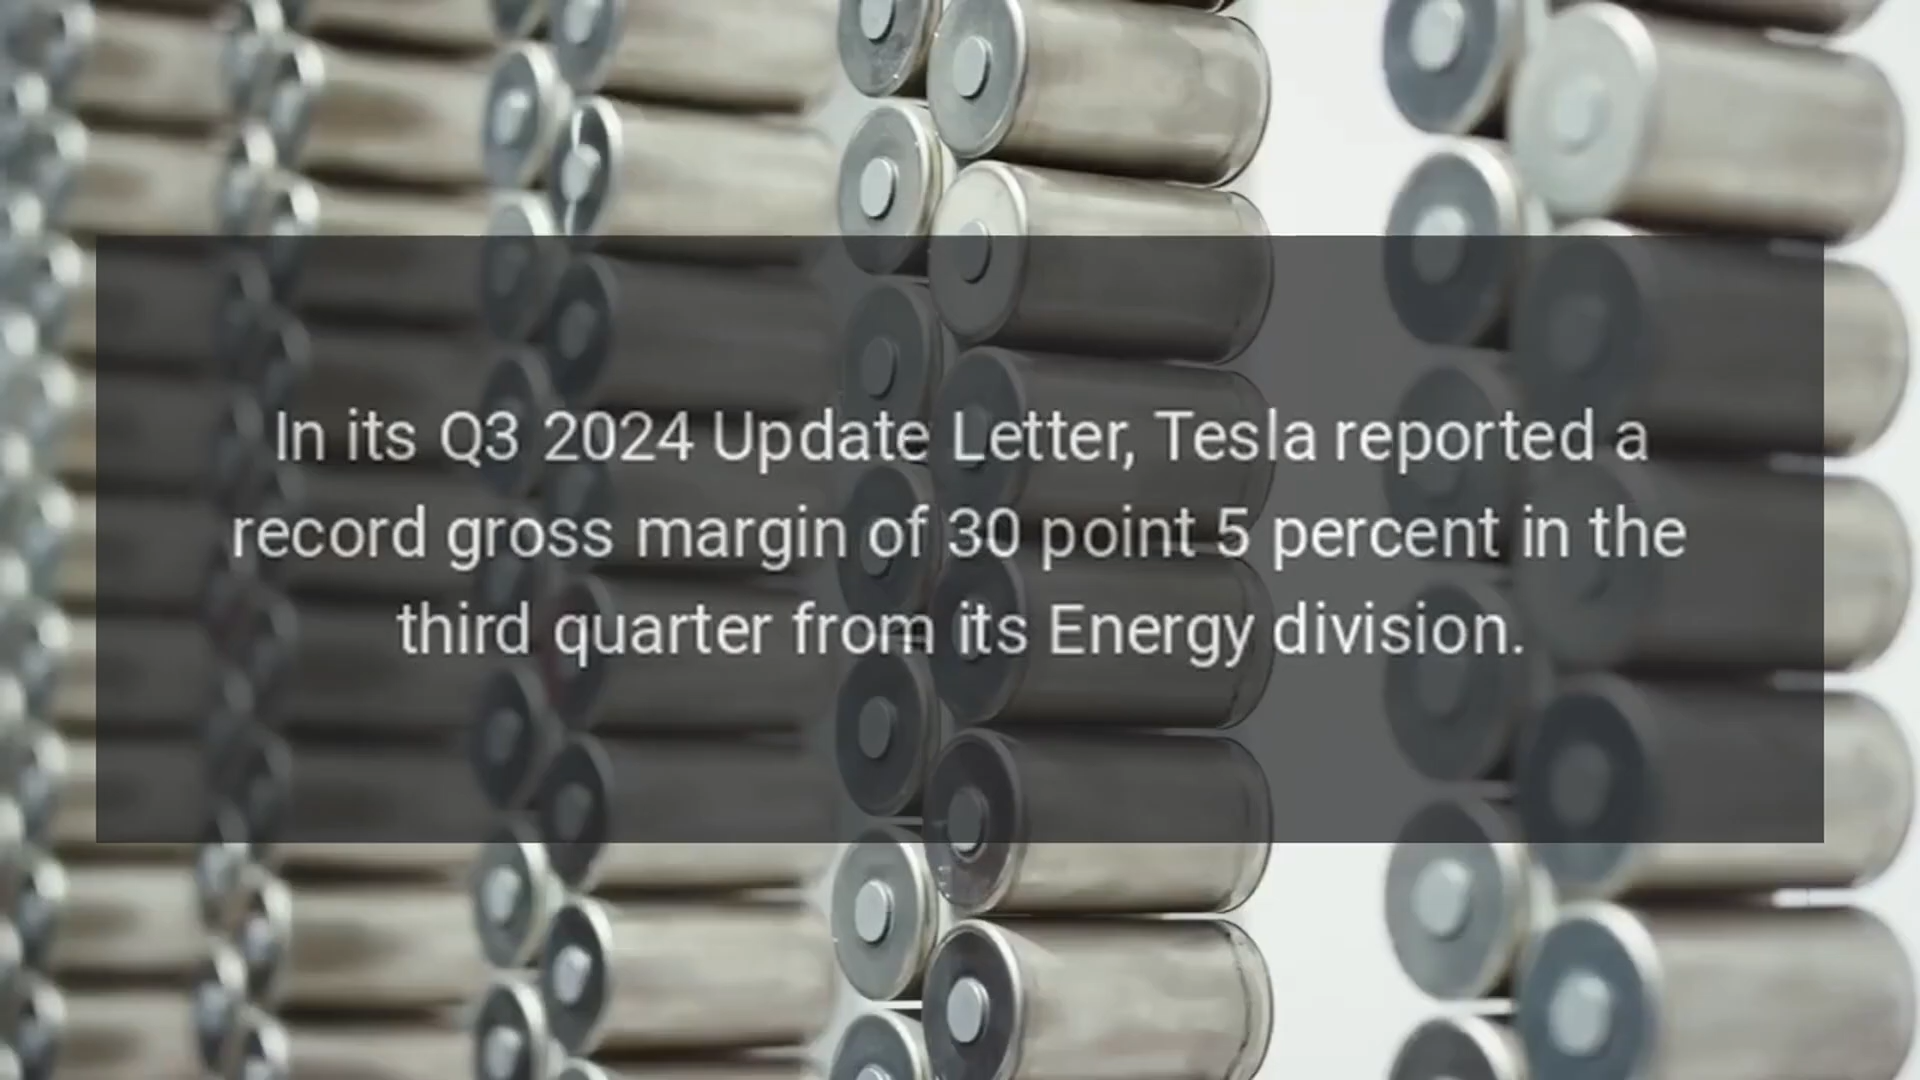 In its Q3 2024 Update Letter, Tesla reported a
record gross margin of 30 point 5 percent in the
third quarter from its Energy division.